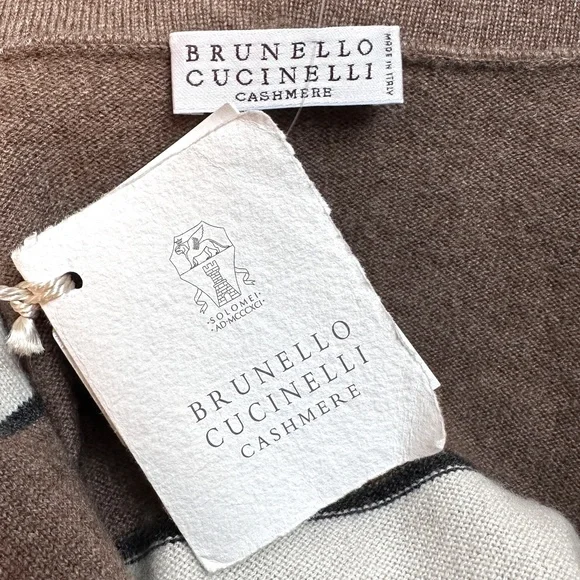 BRUNELLO
CUCINELLI
CASHMERE
MADE IN ITALY
·SOLOMEI·
·AD·MCCCXCI·
BRUNELLO
CUCINELLI
CASHMERE